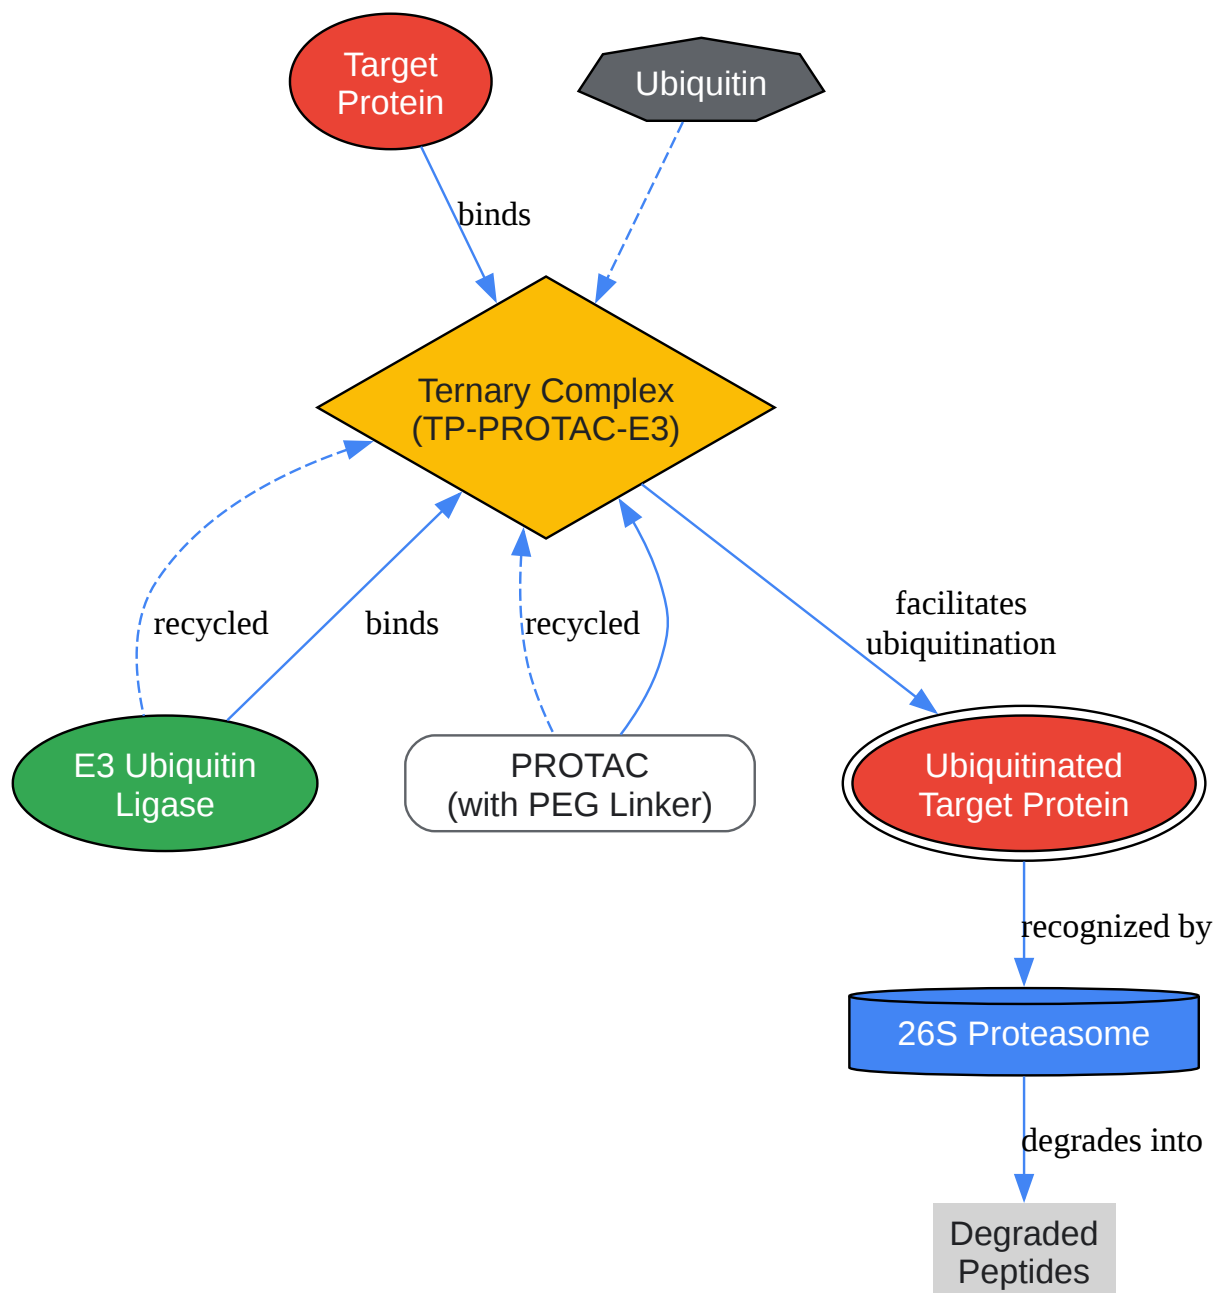 Target
Protein
Ubiquitin
binds
Ternary Complex
(TP-PROTAC-E3)
recycled
binds
recycled
facilitates
ubiquitination
E3 Ubiquitin
Ligase
PROTAC
(with PEG Linker)
Ubiquitinated
Target Protein
recognized by
26S Proteasome
degrades into
Degraded
Peptides